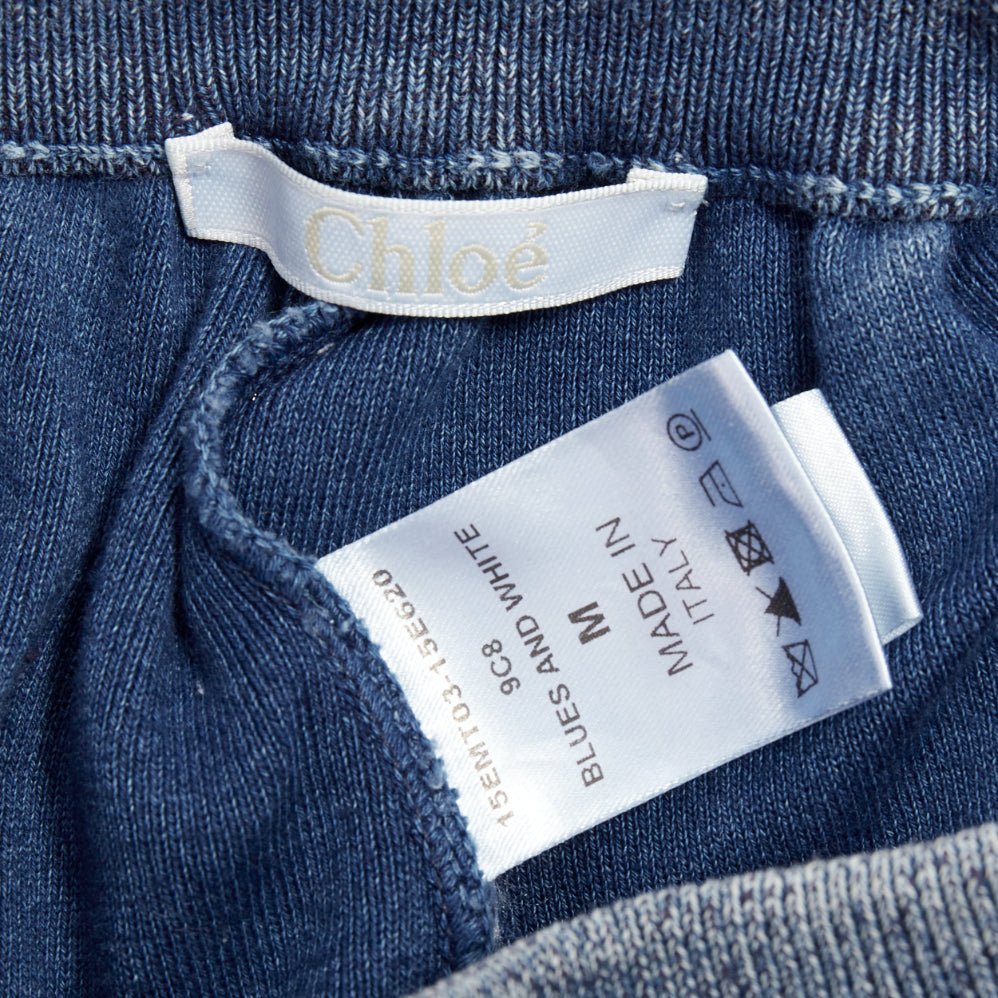 Chloé
15EMT03-15E620
9C8
BLUES AND WHITE
M
MADE IN
ITALY
P